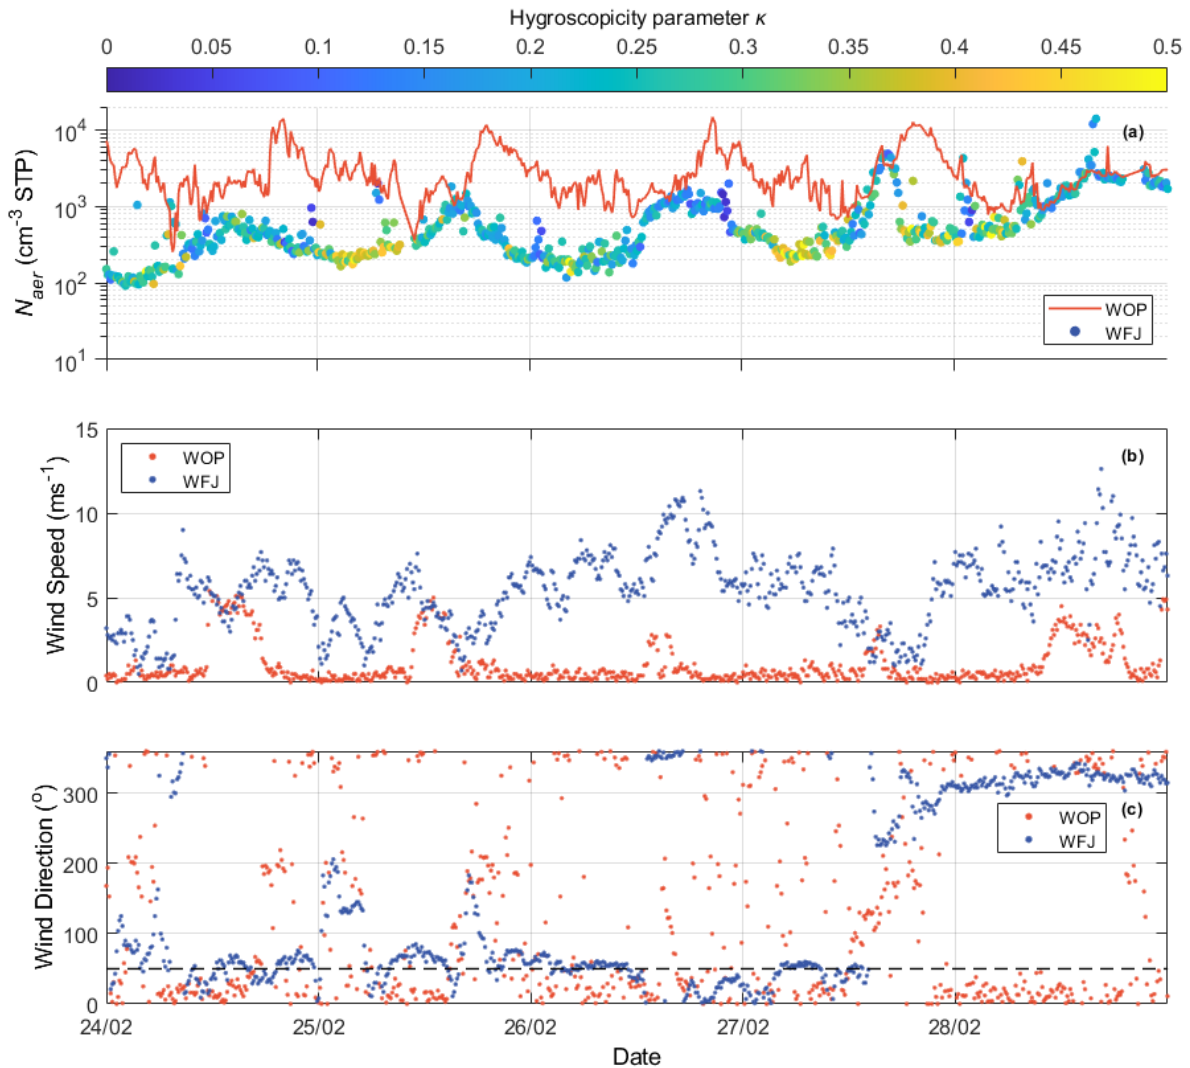 Hygroscopicity parameter κ
0 0.05 0.1 0.15 0.2 0.25 0.3 0.35 0.4 0.45 0.5
(a)
N_aer (cm^-3 STP)
10^4
10^3
10^2
10^1
WOP
WFJ
(b)
Wind Speed (ms^-1)
15
10
5
0
WOP
WFJ
(c)
Wind Direction (°)
300
200
100
0
WOP
WFJ
24/02 25/02 26/02 27/02 28/02
Date